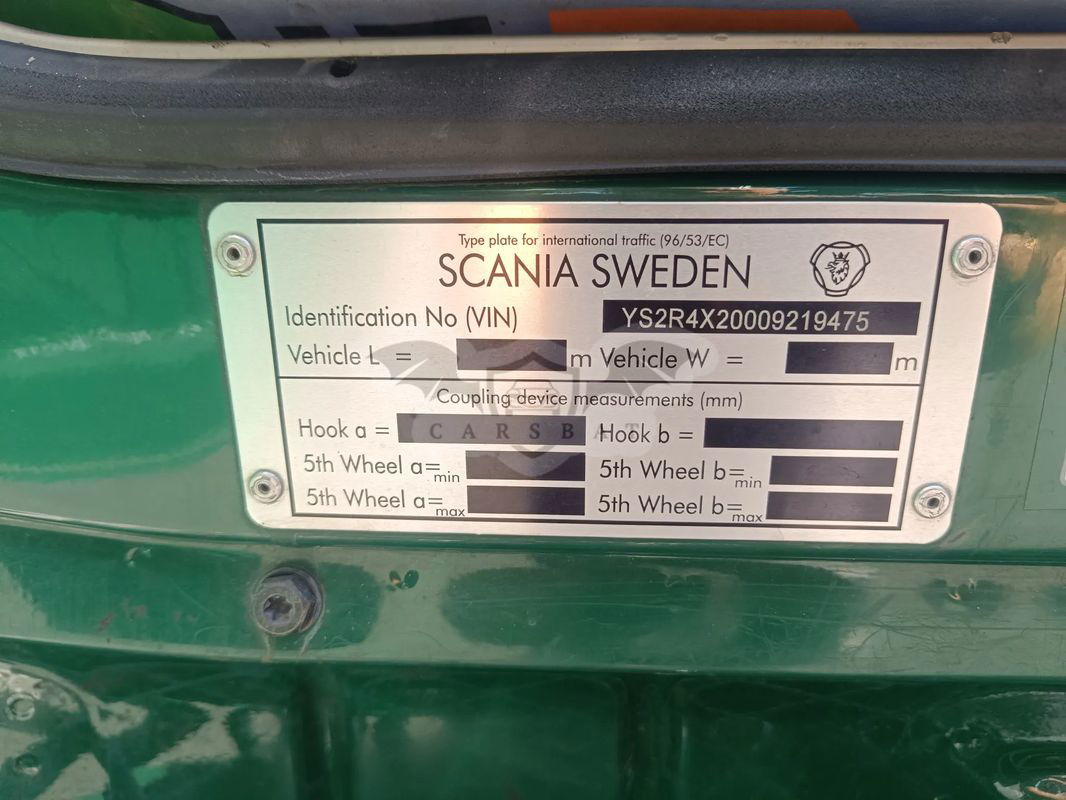 Type plate for international traffic (96/53/EC)
SCANIA SWEDEN
Identification No (VIN) YS2R4X20009219475
Vehicle L = m Vehicle W = m
Coupling device measurements (mm)
Hook a = Hook b =
CARSBAT
5th Wheel a=min 5th Wheel b=min
5th Wheel a=max 5th Wheel b=max